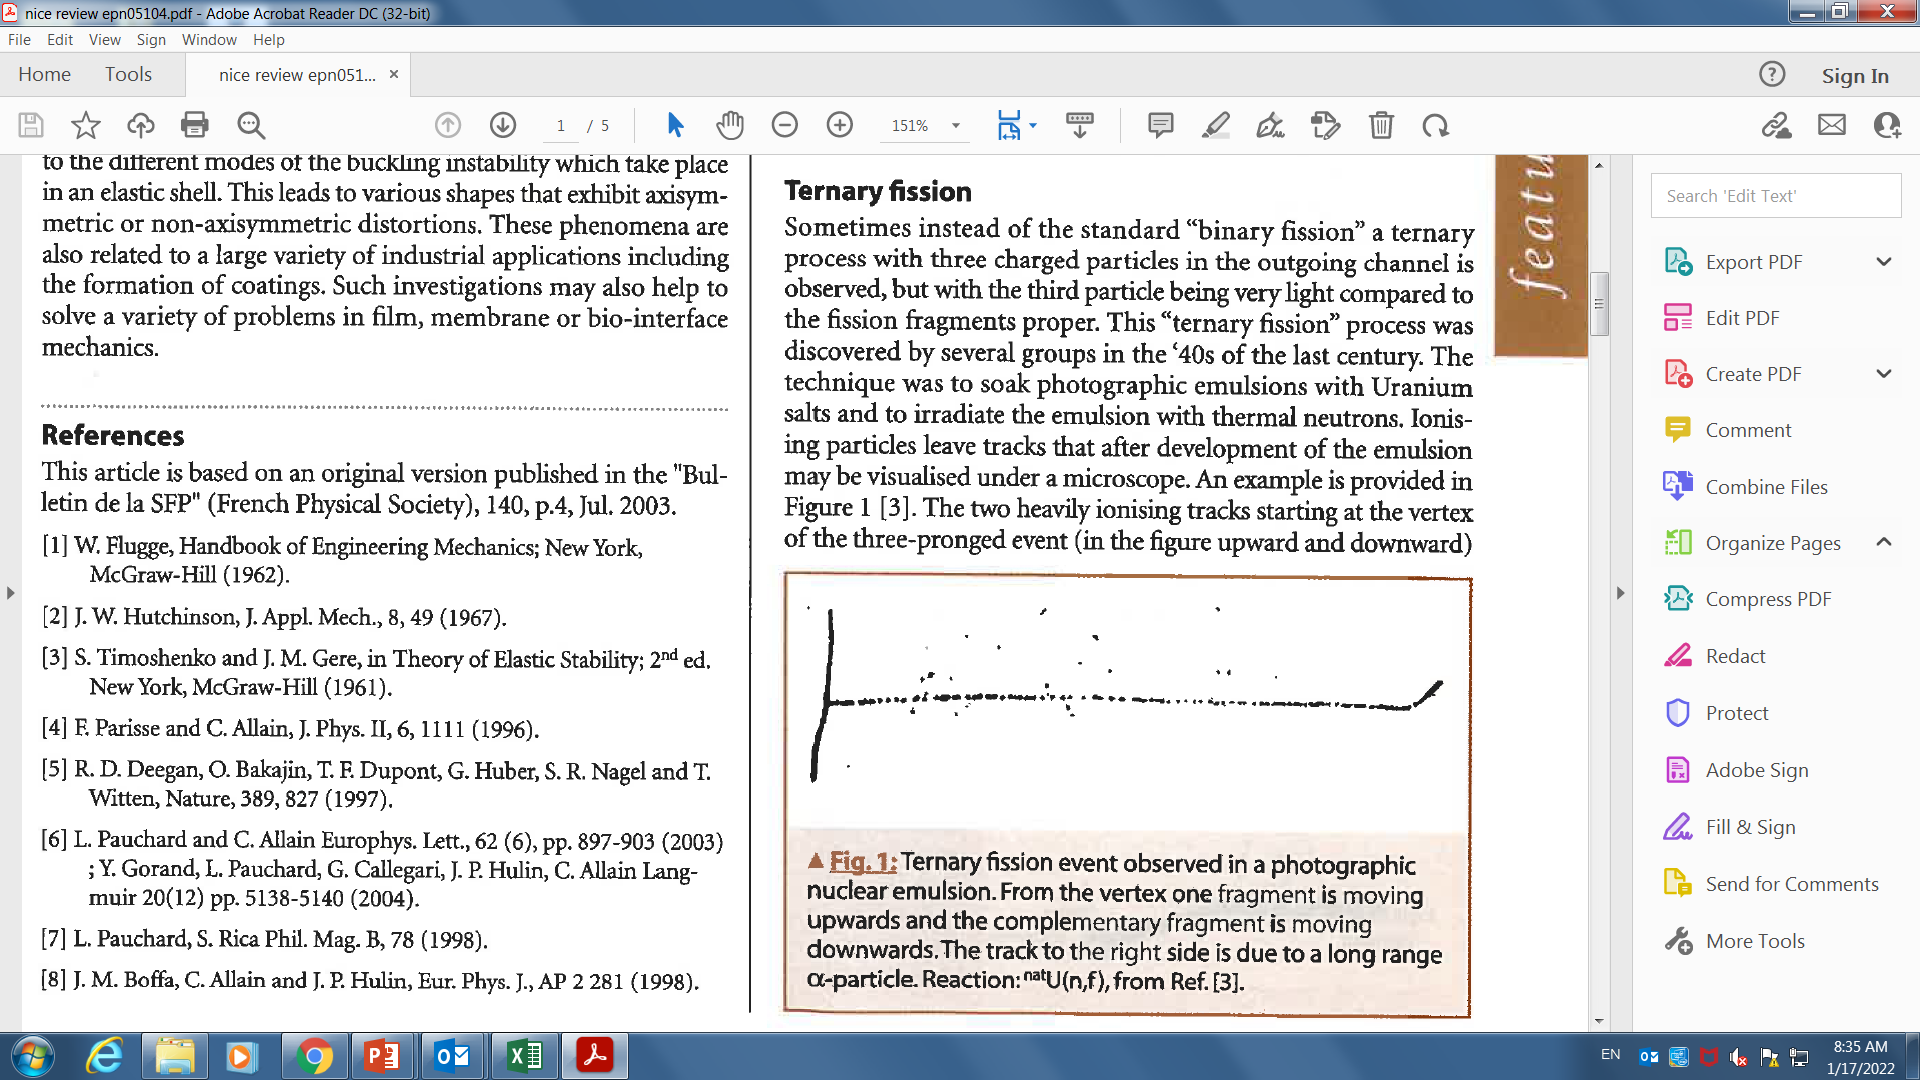 nice review epn05104.pdf - Adobe Acrobat Reader DC (32-bit)
File Edit View Sign Window Help
Home Tools nice review epn051... ×
? Sign In
1 / 5 151%
to the different modes of the buckling instability which take place
in an elastic shell. This leads to various shapes that exhibit axisym-
metric or non-axisymmetric distortions. These phenomena are
also related to a large variety of industrial applications including
the formation of coatings. Such investigations may also help to
solve a variety of problems in film, membrane or bio-interface
mechanics.
References
This article is based on an original version published in the "Bul-
letin de la SFP" (French Physical Society), 140, p.4, Jul. 2003.
[1] W. Flugge, Handbook of Engineering Mechanics; New York,
McGraw-Hill (1962).
[2] J. W. Hutchinson, J. Appl. Mech., 8, 49 (1967).
[3] S. Timoshenko and J. M. Gere, in Theory of Elastic Stability; 2nd ed.
New York, McGraw-Hill (1961).
[4] F. Parisse and C. Allain, J. Phys. II, 6, 1111 (1996).
[5] R. D. Deegan, O. Bakajin, T. F. Dupont, G. Huber, S. R. Nagel and T.
Witten, Nature, 389, 827 (1997).
[6] L. Pauchard and C. Allain Europhys. Lett., 62 (6), pp. 897-903 (2003)
; Y. Gorand, L. Pauchard, G. Callegari, J. P. Hulin, C. Allain Lang-
muir 20(12) pp. 5138-5140 (2004).
[7] L. Pauchard, S. Rica Phil. Mag. B, 78 (1998).
[8] J. M. Boffa, C. Allain and J. P. Hulin, Eur. Phys. J., AP 2 281 (1998).
Ternary fission
Sometimes instead of the standard “binary fission” a ternary
process with three charged particles in the outgoing channel is
observed, but with the third particle being very light compared to
the fission fragments proper. This “ternary fission” process was
discovered by several groups in the ‘40s of the last century. The
technique was to soak photographic emulsions with Uranium
salts and to irradiate the emulsion with thermal neutrons. Ionis-
ing particles leave tracks that after development of the emulsion
may be visualised under a microscope. An example is provided in
Figure 1 [3]. The two heavily ionising tracks starting at the vertex
of the three-pronged event (in the figure upward and downward)
▲ Fig. 1: Ternary fission event observed in a photographic
nuclear emulsion. From the vertex one fragment is moving
upwards and the complementary fragment is moving
downwards. The track to the right side is due to a long range
α-particle. Reaction: natU(n,f), from Ref. [3].
featu
Search 'Edit Text'
Export PDF
Edit PDF
Create PDF
Comment
Combine Files
Organize Pages
Compress PDF
Redact
Protect
Adobe Sign
Fill & Sign
Send for Comments
More Tools
EN
8:35 AM
1/17/2022